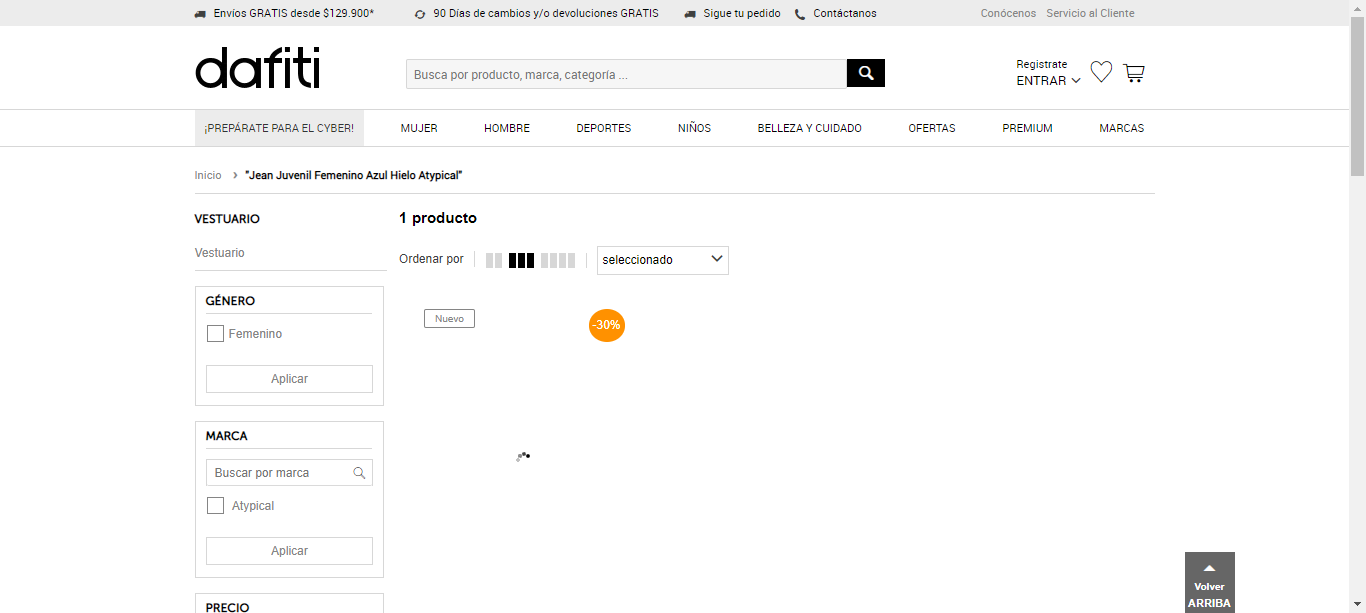 Envíos GRATIS desde $129.900* 90 Días de cambios y/o devoluciones GRATIS Sigue tu pedido Contáctanos Conócenos Servicio al Cliente
dafiti
Busca por producto, marca, categoría ...
Registrate
ENTRAR
¡PREPÁRATE PARA EL CYBER! MUJER HOMBRE DEPORTES NIÑOS BELLEZA Y CUIDADO OFERTAS PREMIUM MARCAS
Inicio > "Jean Juvenil Femenino Azul Hielo Atypical"
VESTUARIO
Vestuario
GÉNERO
Femenino
Aplicar
MARCA
Buscar por marca
Atypical
Aplicar
PRECIO
1 producto
Ordenar por seleccionado
Nuevo -30%
Volver
ARRIBA